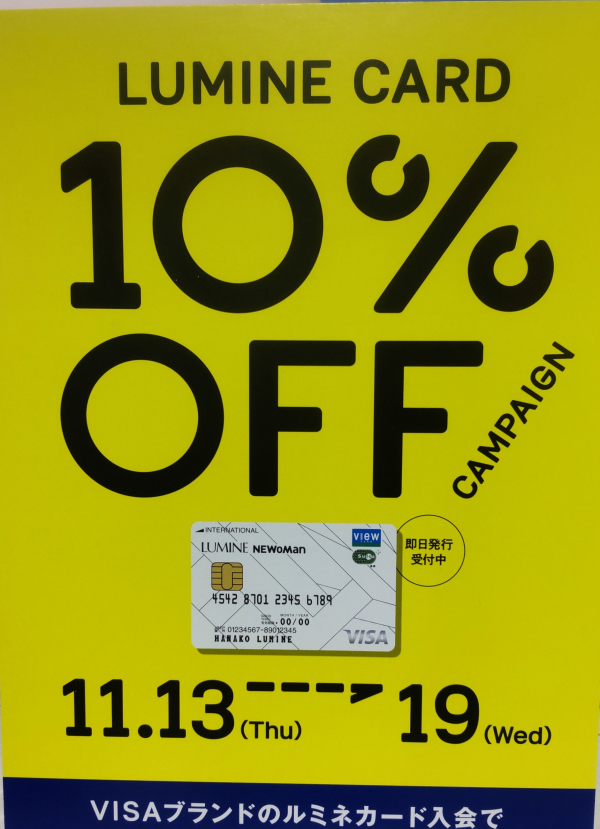 LUMINE CARD
10%
OFF
CAMPAIGN
INTERNATIONAL
LUMINE NEWoMan
VIEW
Suica
即日発行
受付中
4542 8701 2345 6789
MONTH / YEAR
00/00
01234567-89012345
HANAKO LUMINE
VISA
11.13(Thu) 19(Wed)
VISAブランドのルミネカード入会で